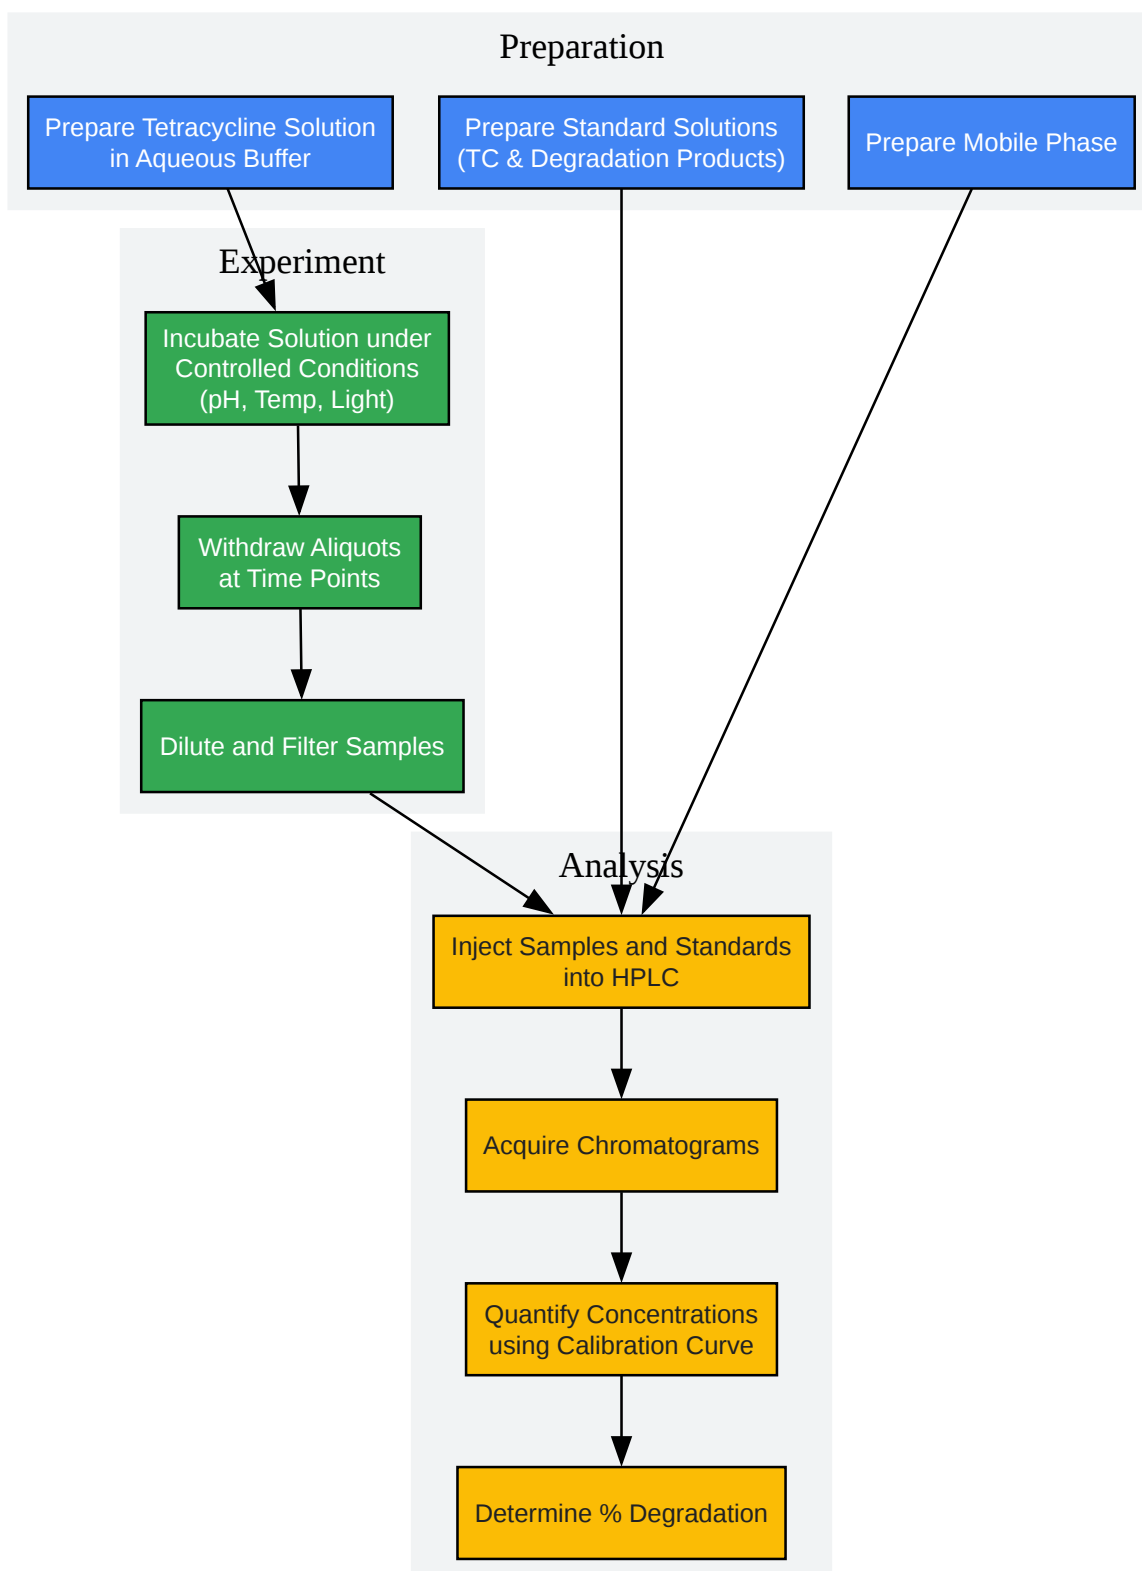 Preparation
Prepare Tetracycline Solution
in Aqueous Buffer
Prepare Standard Solutions
(TC & Degradation Products)
Prepare Mobile Phase
Experiment
Incubate Solution under
Controlled Conditions
(pH, Temp, Light)
Withdraw Aliquots
at Time Points
Dilute and Filter Samples
Analysis
Inject Samples and Standards
into HPLC
Acquire Chromatograms
Quantify Concentrations
using Calibration Curve
Determine % Degradation